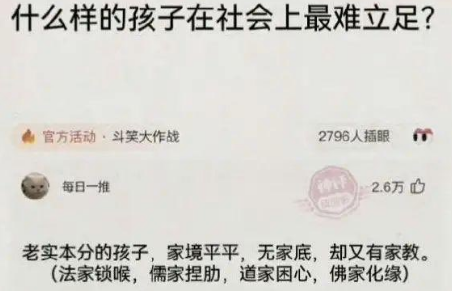 什么样的孩子在社会上最难立足？
官方活动·斗笑大作战
2796人插眼
每日一推
2.6万
老实本分的孩子，家境平平，无家底，却又有家教。
（法家锁喉，儒家捏肋，道家困心，佛家化缘）